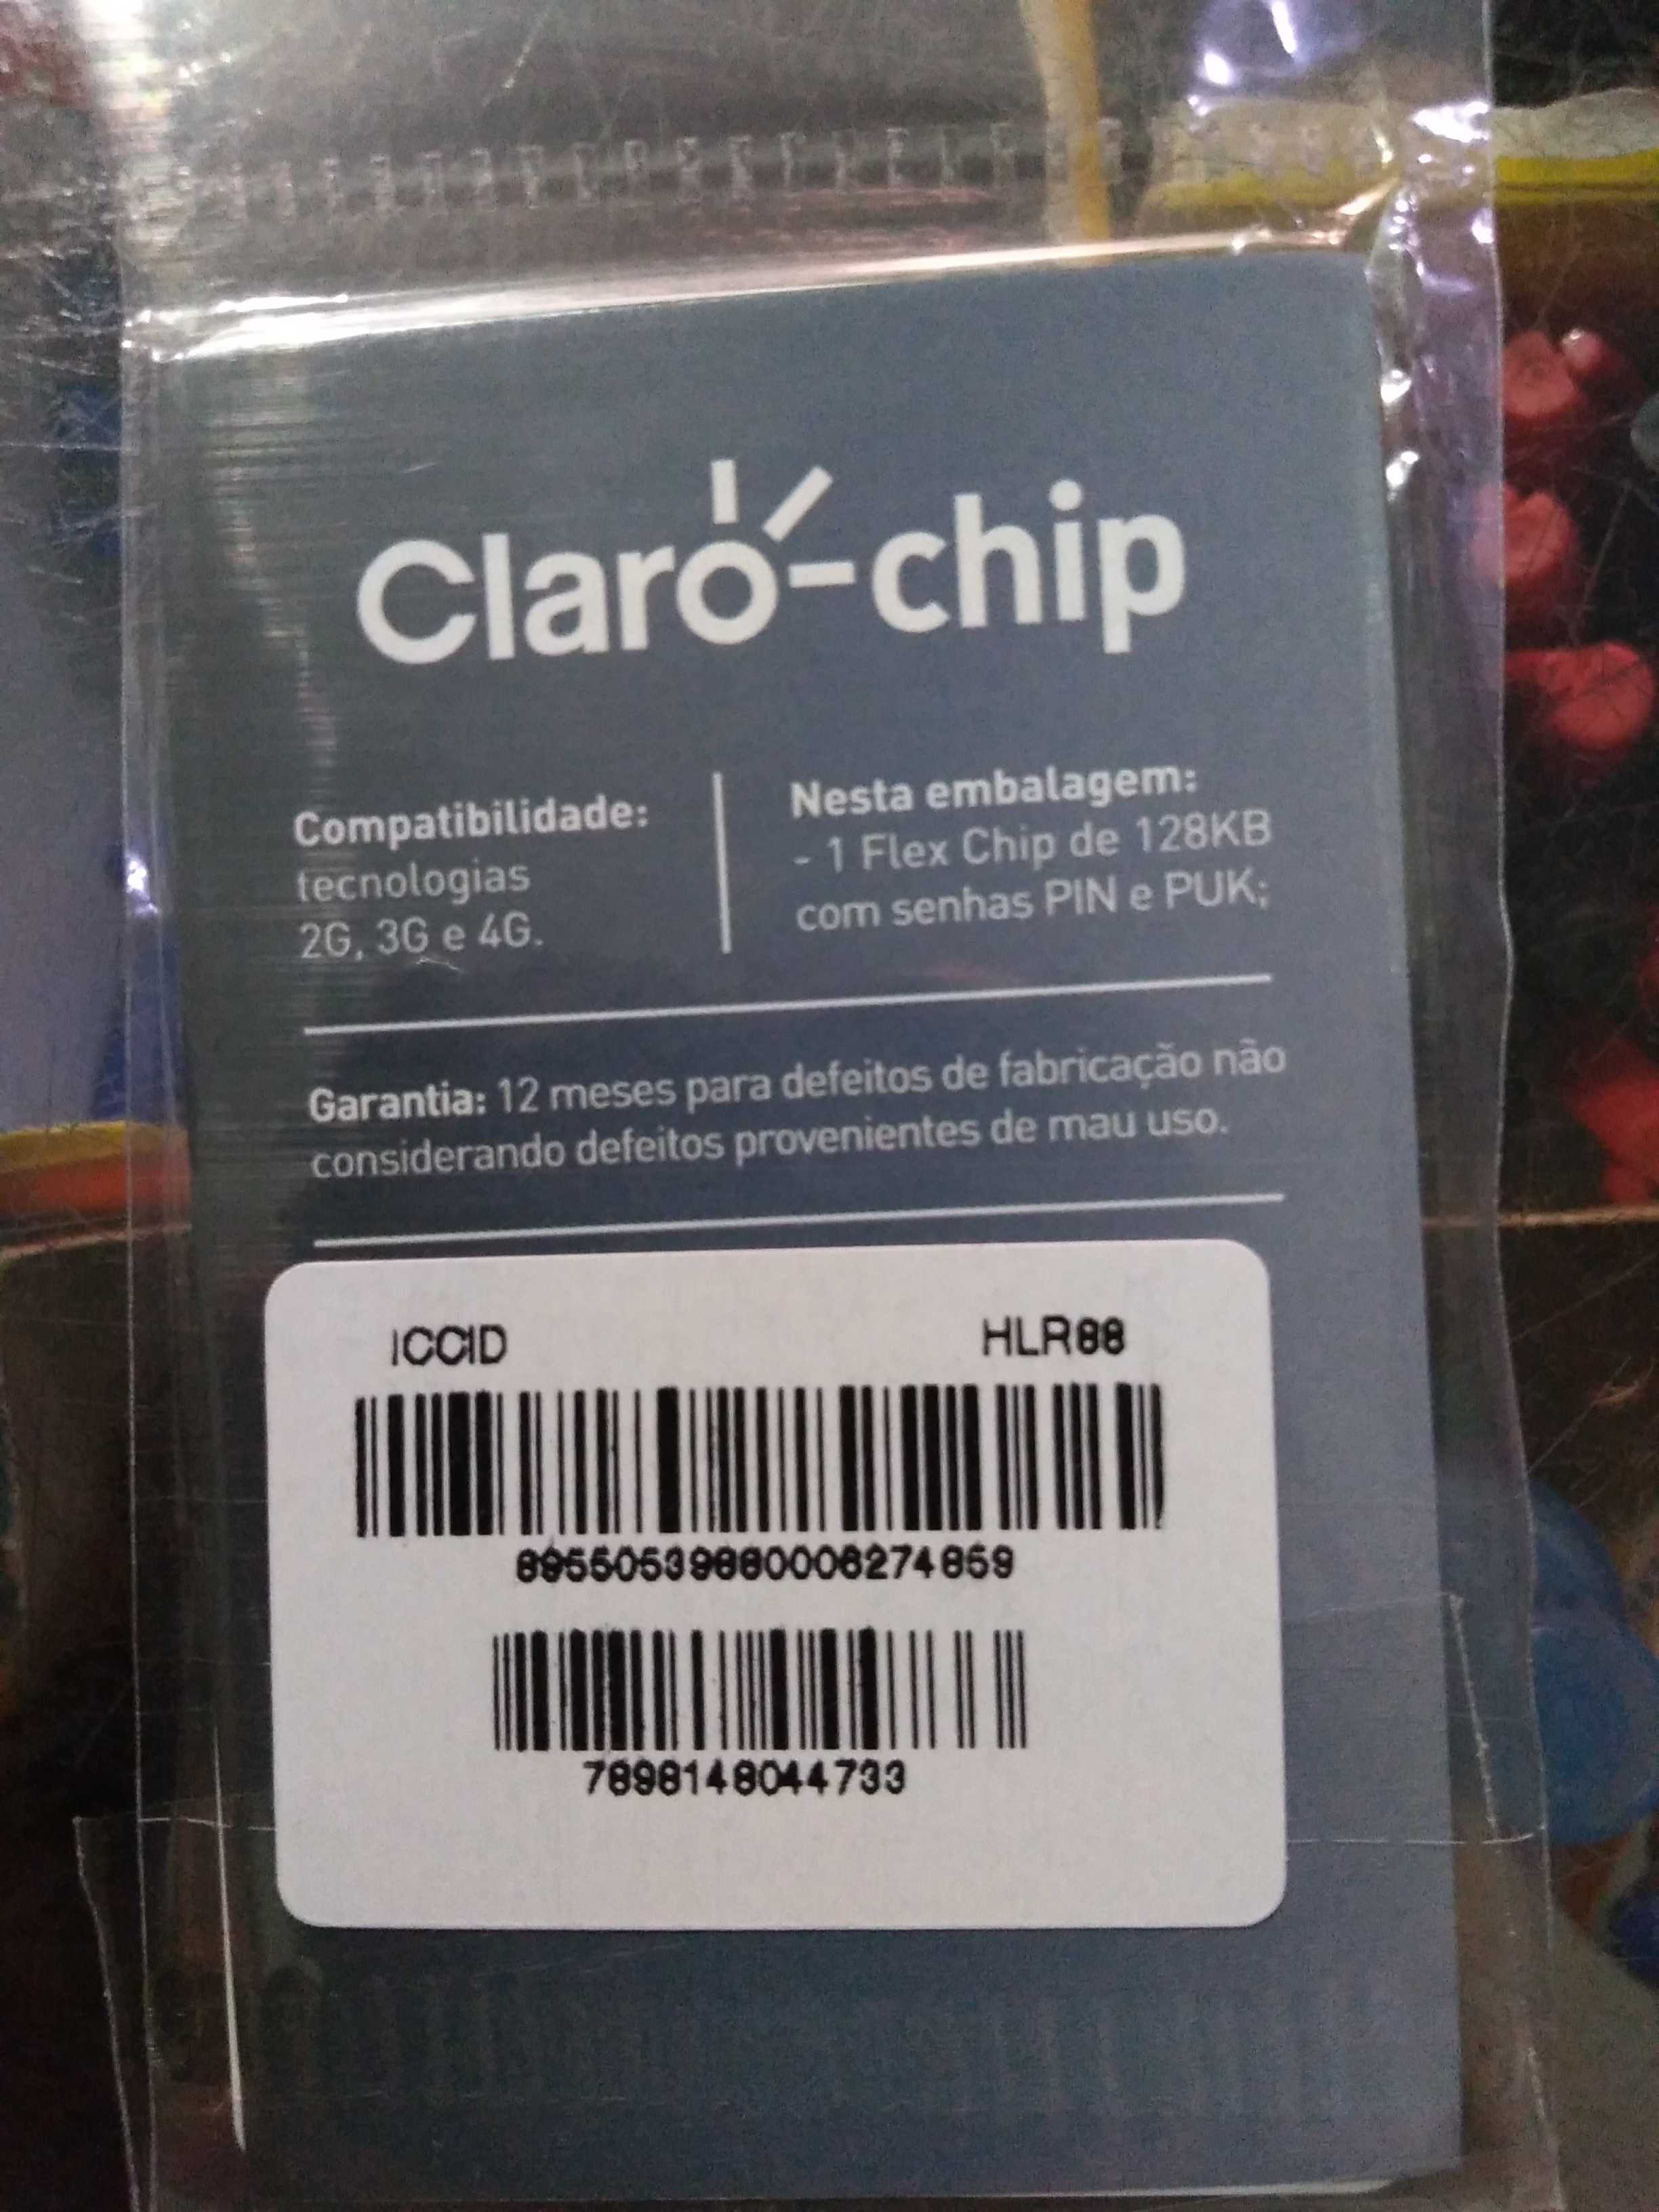 Claro-chip
Compatibilidade:
tecnologias
2G, 3G e 4G.
Nesta embalagem:
- 1 Flex Chip de 128KB
com senhas PIN e PUK;
Garantia: 12 meses para defeitos de fabricação não
considerando defeitos provenientes de mau uso.
ICCID
HLR88
89550539880006274859
7898148044733